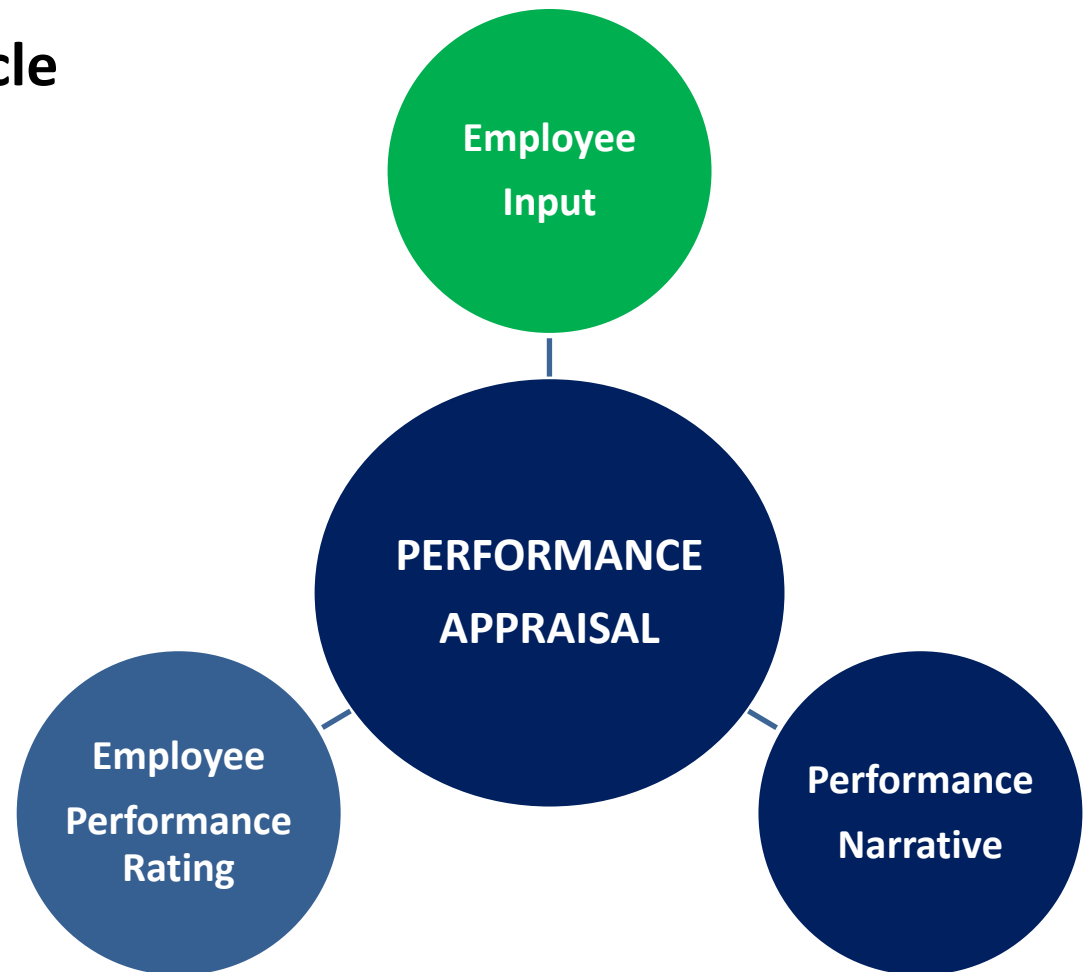 cle
Employee
Input
PERFORMANCE
APPRAISAL
Employee
Performance
Rating
Performance
Narrative